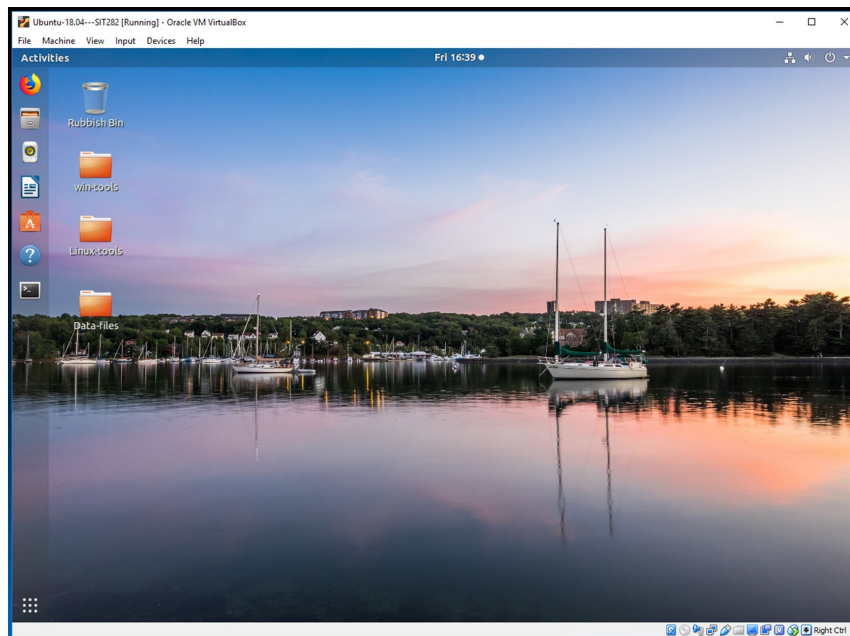 Ubuntu-18.04---SIT282 [Running] - Oracle VM VirtualBox
File Machine View Input Devices Help
Activities
Fri 16:39
Rubbish Bin
win-tools
Linux-tools
Data-files
Right Ctrl